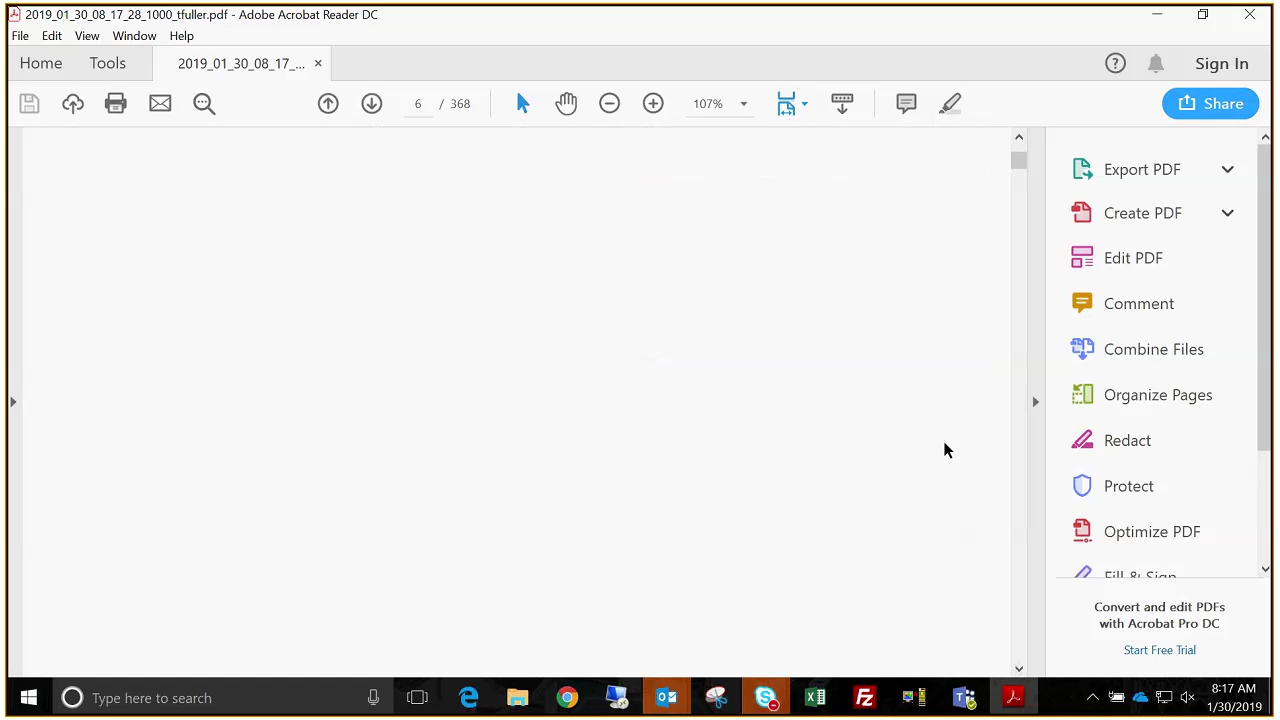 2019_01_30_08_17_28_1000_tfuller.pdf - Adobe Acrobat Reader DC
File Edit View Window Help
Home Tools 2019_01_30_08_17_... × Sign In
6 / 368 107% Share
Export PDF
Create PDF
Edit PDF
Comment
Combine Files
Organize Pages
Redact
Protect
Optimize PDF
Fill & Sign
Convert and edit PDFs
with Acrobat Pro DC
Start Free Trial
Type here to search
8:17 AM
1/30/2019